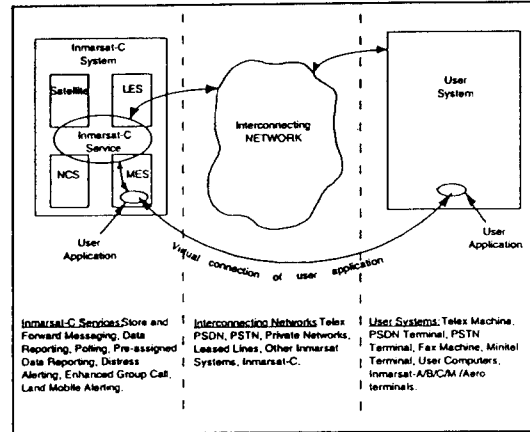 Inmarsat-C
System
Satellite
LES
Inmarsat-C
Service
NCS
MES
User
Application
Interconnecting
NETWORK
User
System
User
Application
Virtual connection of user application
Inmarsat-C Services:Store and
Forward Messaging, Data
Reporting, Polling, Pre-assigned
Data Reporting, Distress
Alerting, Enhanced Group Call,
Land Mobile Alerting.
Interconnecting Networks Telex
PSDN, PSTN, Private Networks,
Leased Lines, Other Inmarsat
Systems, Inmarsat-C.
User Systems: Telex Machine,
PSDN Terminal, PSTN
Terminal, Fax Machine, Minitel
Terminal, User Computers,
Inmarsat-A/B/C/M /Aero
terminals.